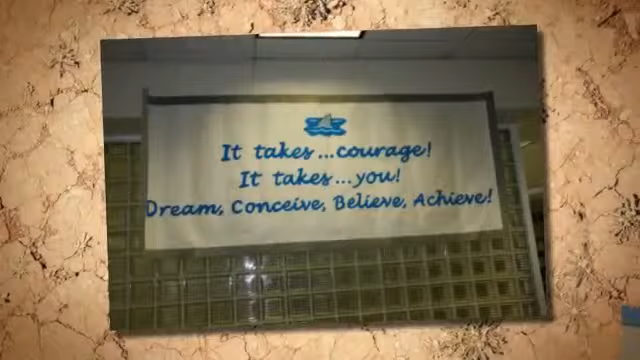 It takes...courage!
It takes...you!
Dream, Conceive, Believe, Achieve!